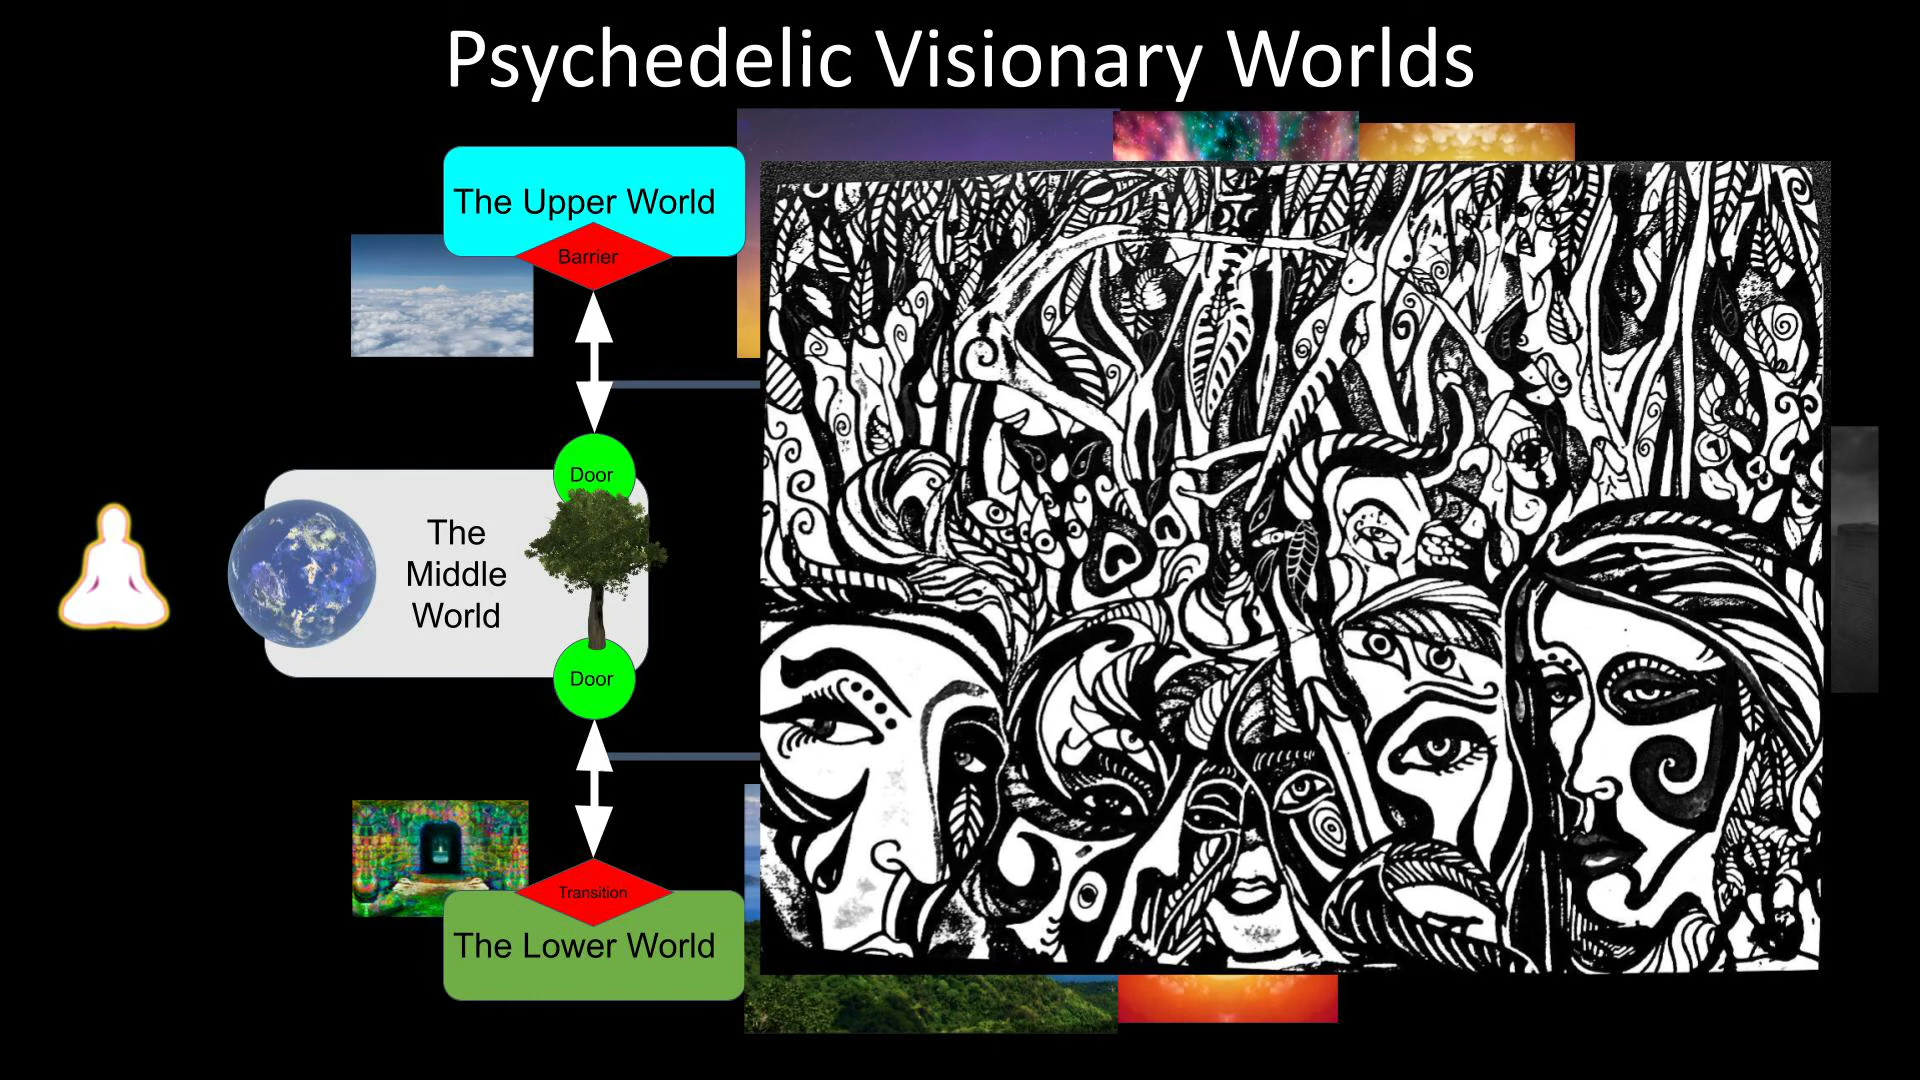 Psychedelic Visionary Worlds
The Upper World
Barrier
Door
The
Middle
World
Door
Transition
The Lower World